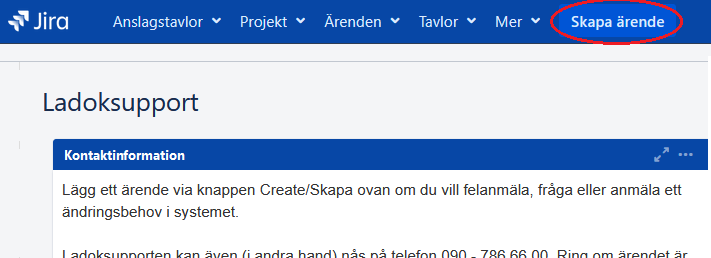 Jira Anslagstavlor Projekt Ärenden Tavlor Mer Skapa ärende
Ladoksupport
Kontaktinformation
Lägg ett ärende via knappen Create/Skapa ovan om du vill felanmäla, fråga eller anmäla ett
ändringsbehov i systemet.
Ladoksupporten kan även (i andra hand) nås på telefon 090 - 786 66 00. Ring om ärendet är